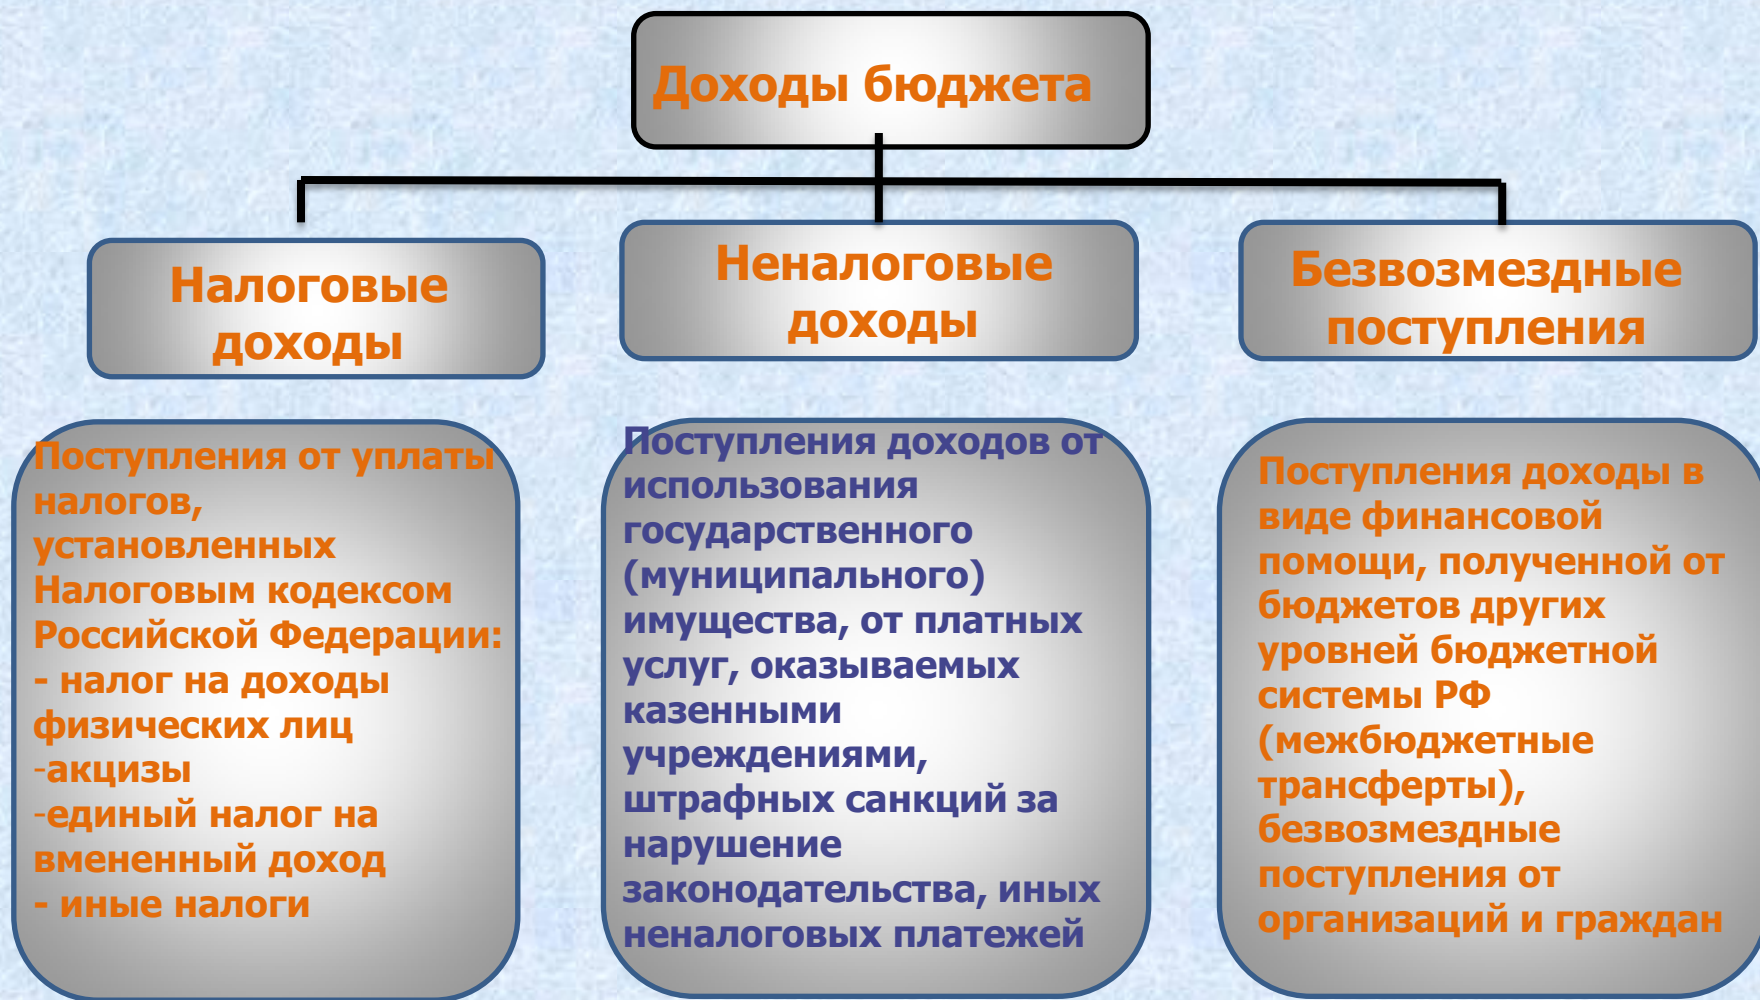 Доходы бюджета
Налоговые
доходы
Неналоговые
доходы
Безвозмездные
поступления
Поступления от уплаты
налогов,
установленных
Налоговым кодексом
Российской Федерации:
- налог на доходы
физических лиц
-акцизы
-единый налог на
вмененный доход
- иные налоги
Поступления доходов от
использования
государственного
(муниципального)
имущества, от платных
услуг, оказываемых
казенными
учреждениями,
штрафных санкций за
нарушение
законодательства, иных
неналоговых платежей
Поступления доходы в
виде финансовой
помощи, полученной от
бюджетов других
уровней бюджетной
системы РФ
(межбюджетные
трансферты),
безвозмездные
поступления от
организаций и граждан